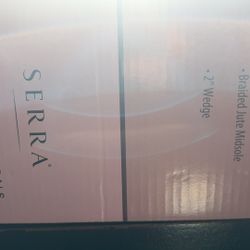 • Braided Jute Midsole
• 2" Wedge
SERRA®